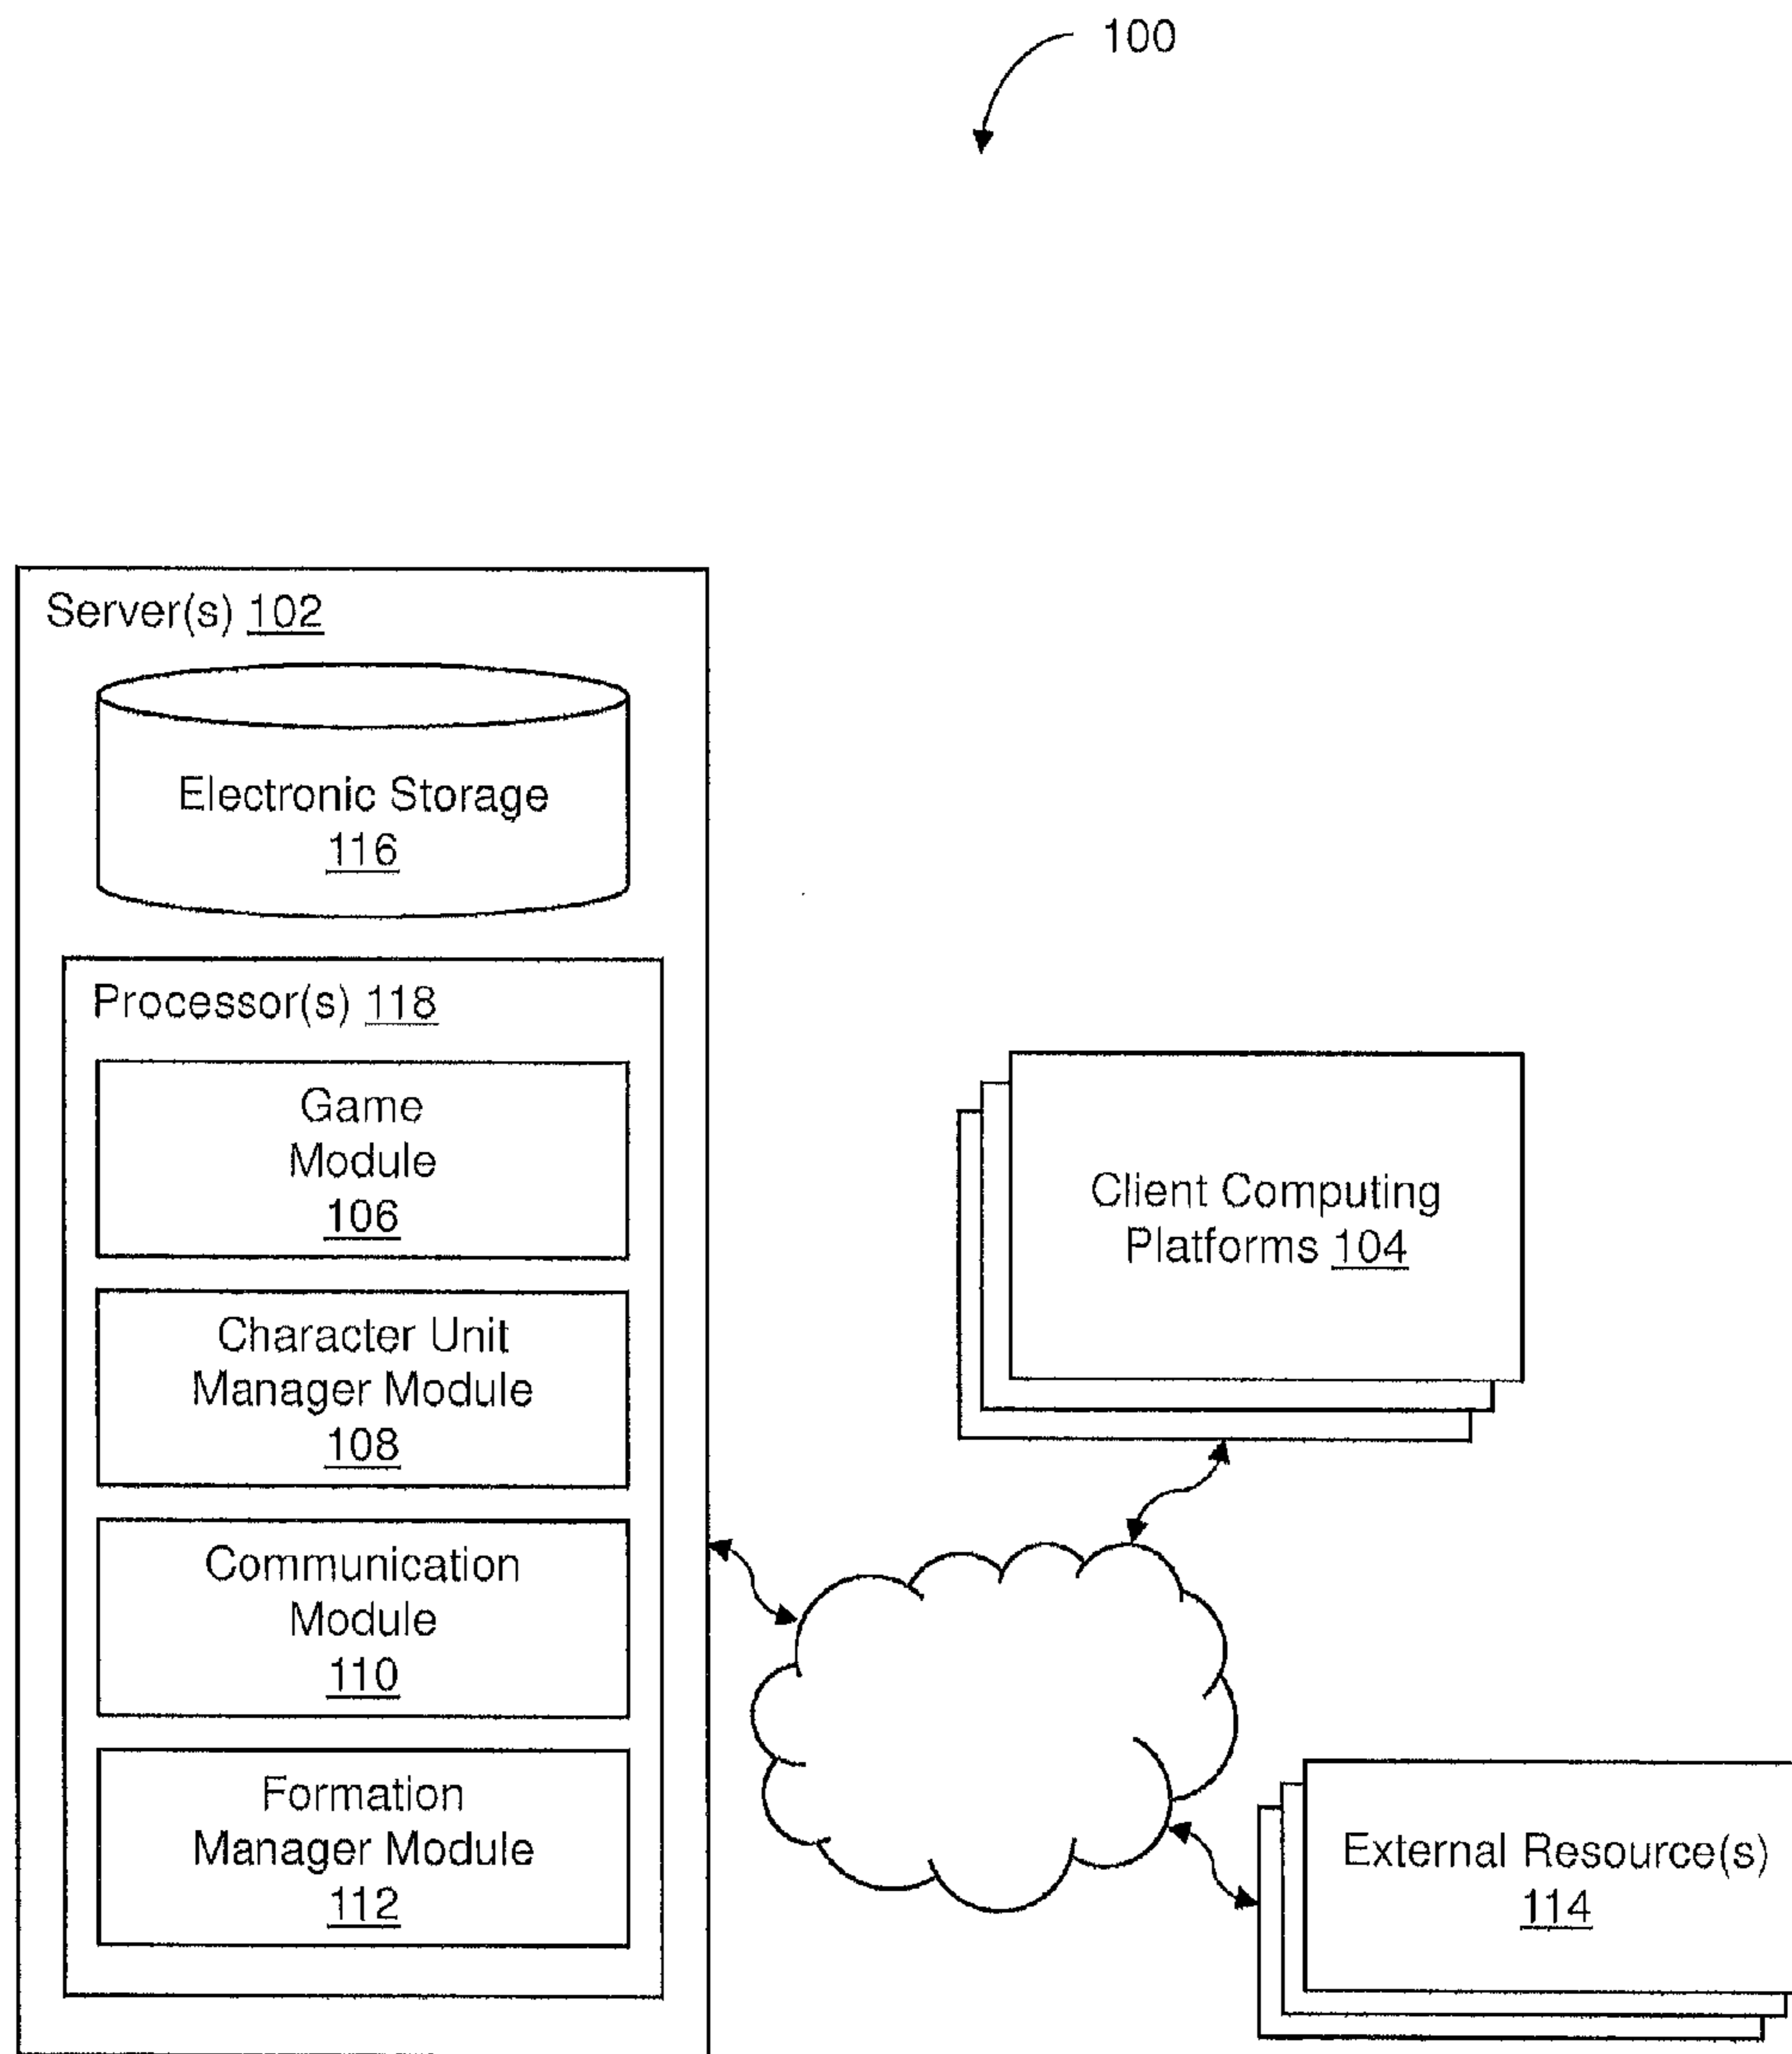 100
Server(s) 102
Electronic Storage
116
Processor(s) 118
Game
Module
106
Character Unit
Manager Module
108
Communication
Module
110
Formation
Manager Module
112
Client Computing
Platforms 104
External Resource(s)
114